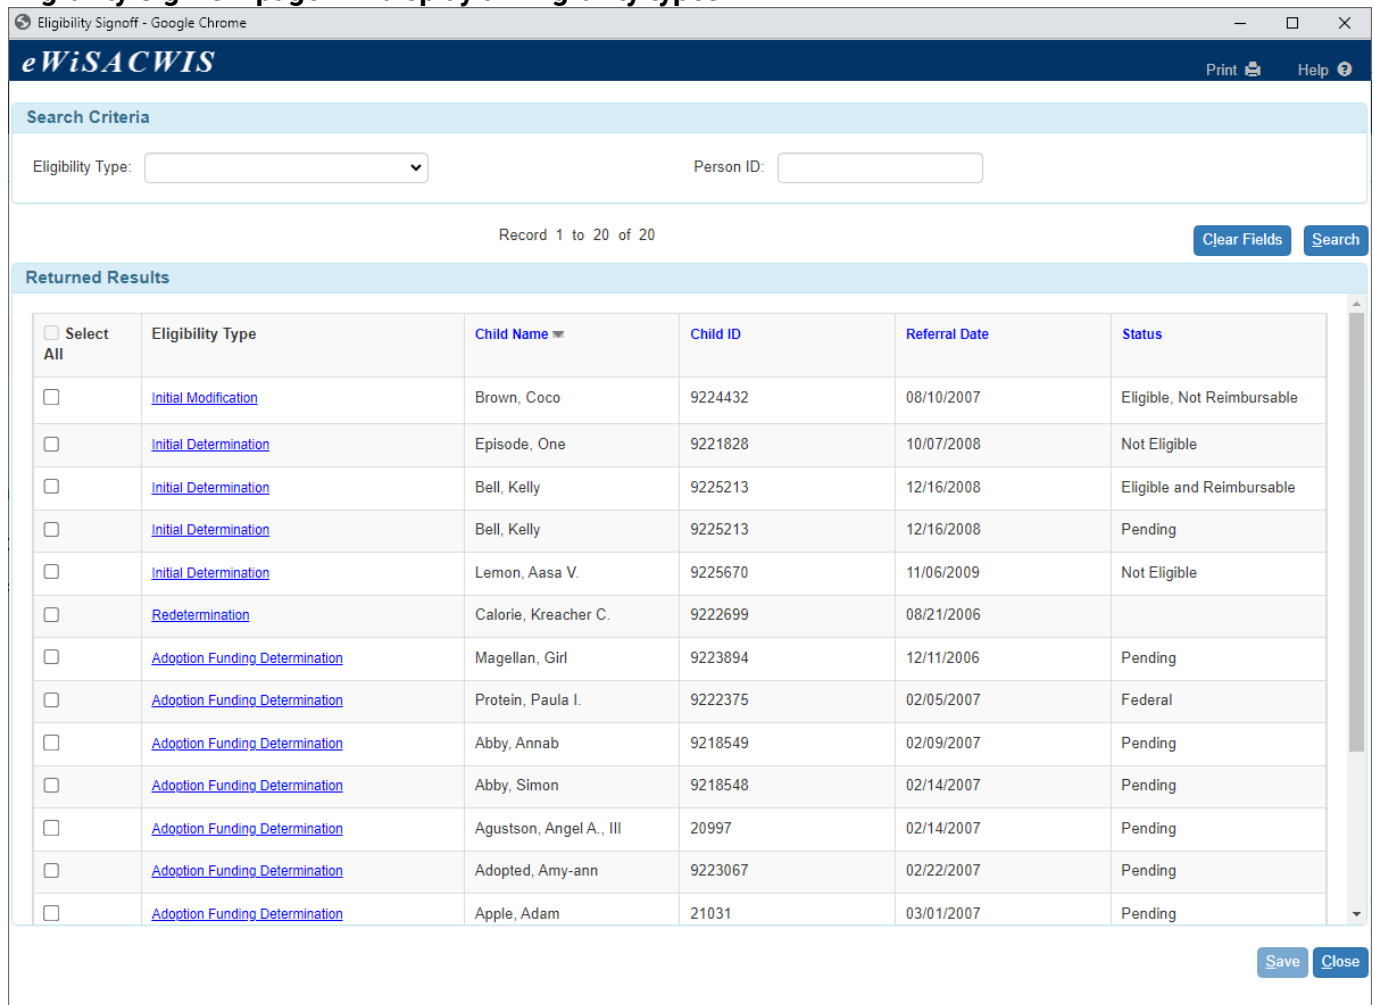 Eligibility Signoff - Google Chrome
eWiSACWIS
Print Help
Search Criteria
Eligibility Type: Person ID:
Record 1 to 20 of 20
Clear Fields Search
Returned Results
Select All Eligibility Type Child Name Child ID Referral Date Status
Initial Modification Brown, Coco 9224432 08/10/2007 Eligible, Not Reimbursable
Initial Determination Episode, One 9221828 10/07/2008 Not Eligible
Initial Determination Bell, Kelly 9225213 12/16/2008 Eligible and Reimbursable
Initial Determination Bell, Kelly 9225213 12/16/2008 Pending
Initial Determination Lemon, Aasa V. 9225670 11/06/2009 Not Eligible
Redetermination Calorie, Kreacher C. 9222699 08/21/2006
Adoption Funding Determination Magellan, Girl 9223894 12/11/2006 Pending
Adoption Funding Determination Protein, Paula I. 9222375 02/05/2007 Federal
Adoption Funding Determination Abby, Annab 9218549 02/09/2007 Pending
Adoption Funding Determination Abby, Simon 9218548 02/14/2007 Pending
Adoption Funding Determination Agustson, Angel A., III 20997 02/14/2007 Pending
Adoption Funding Determination Adopted, Amy-ann 9223067 02/22/2007 Pending
Adoption Funding Determination Apple, Adam 21031 03/01/2007 Pending
Save Close